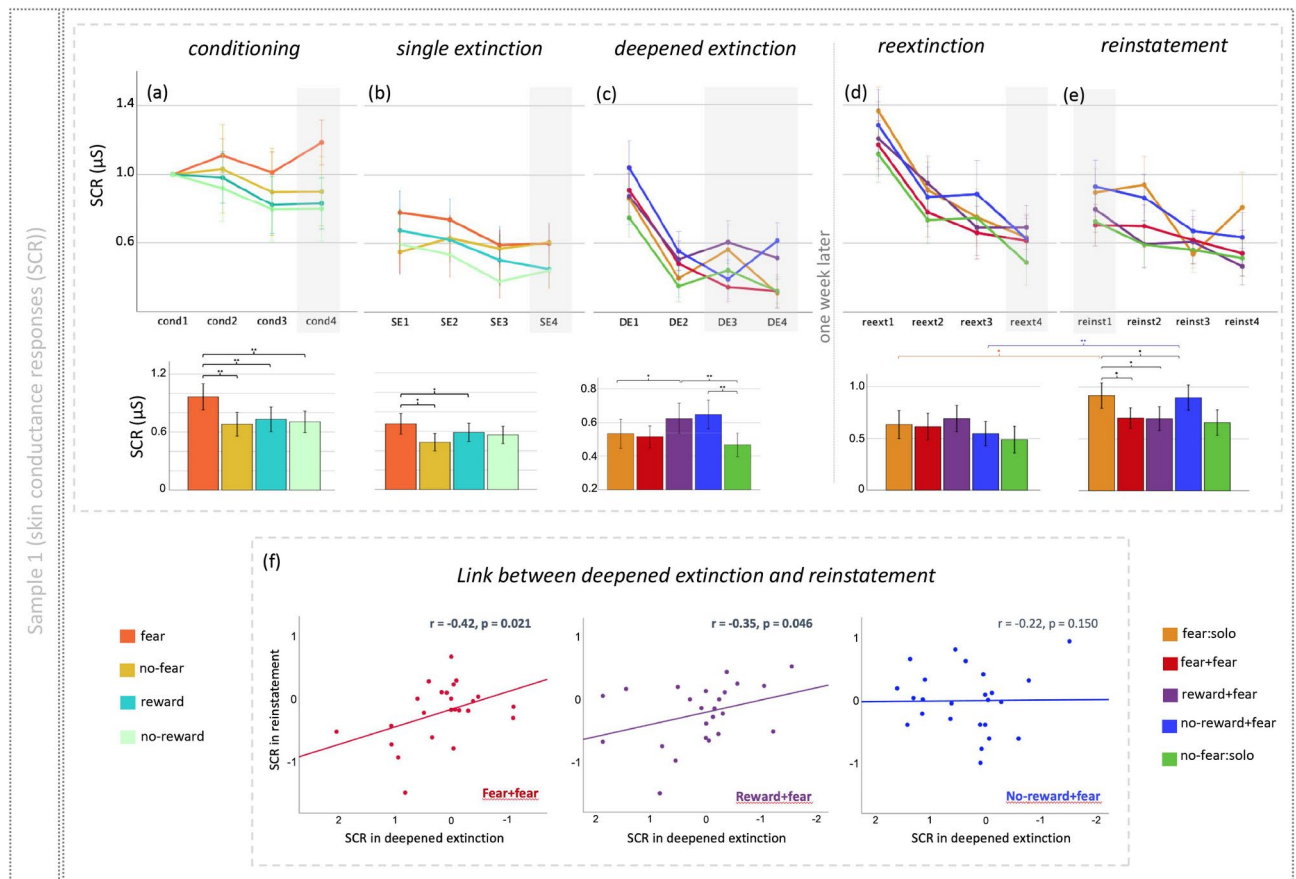 Sample 1 (skin conductance responses (SCR))
conditioning
single extinction
deepened extinction
reextinction
reinstatement
(a)
(b)
(c)
(d)
(e)
SCR (µS)
1.4
1.0
0.6
cond1 cond2 cond3 cond4
SE1 SE2 SE3 SE4
DE1 DE2 DE3 DE4
one week later
reext1 reext2 reext3 reext4
reinst1 reinst2 reinst3 reinst4
SCR (µS)
1.2
0.6
0
** ** **
* *
0.8
0.6
0.4
0.2
* ** **
1.0
0.5
0
* ** * * *
(f)
Link between deepened extinction and reinstatement
fear
no-fear
reward
no-reward
SCR in reinstatement
r = -0.42, p = 0.021
1
0
-1
Fear+fear
2 1 0 -1
SCR in deepened extinction
r = -0.35, p = 0.046
1
0
-1
Reward+fear
2 1 0 -1 -2
SCR in deepened extinction
r = -0.22, p = 0.150
1
0
-1
No-reward+fear
2 1 0 -1 -2
SCR in deepened extinction
fear:solo
fear+fear
reward+fear
no-reward+fear
no-fear:solo